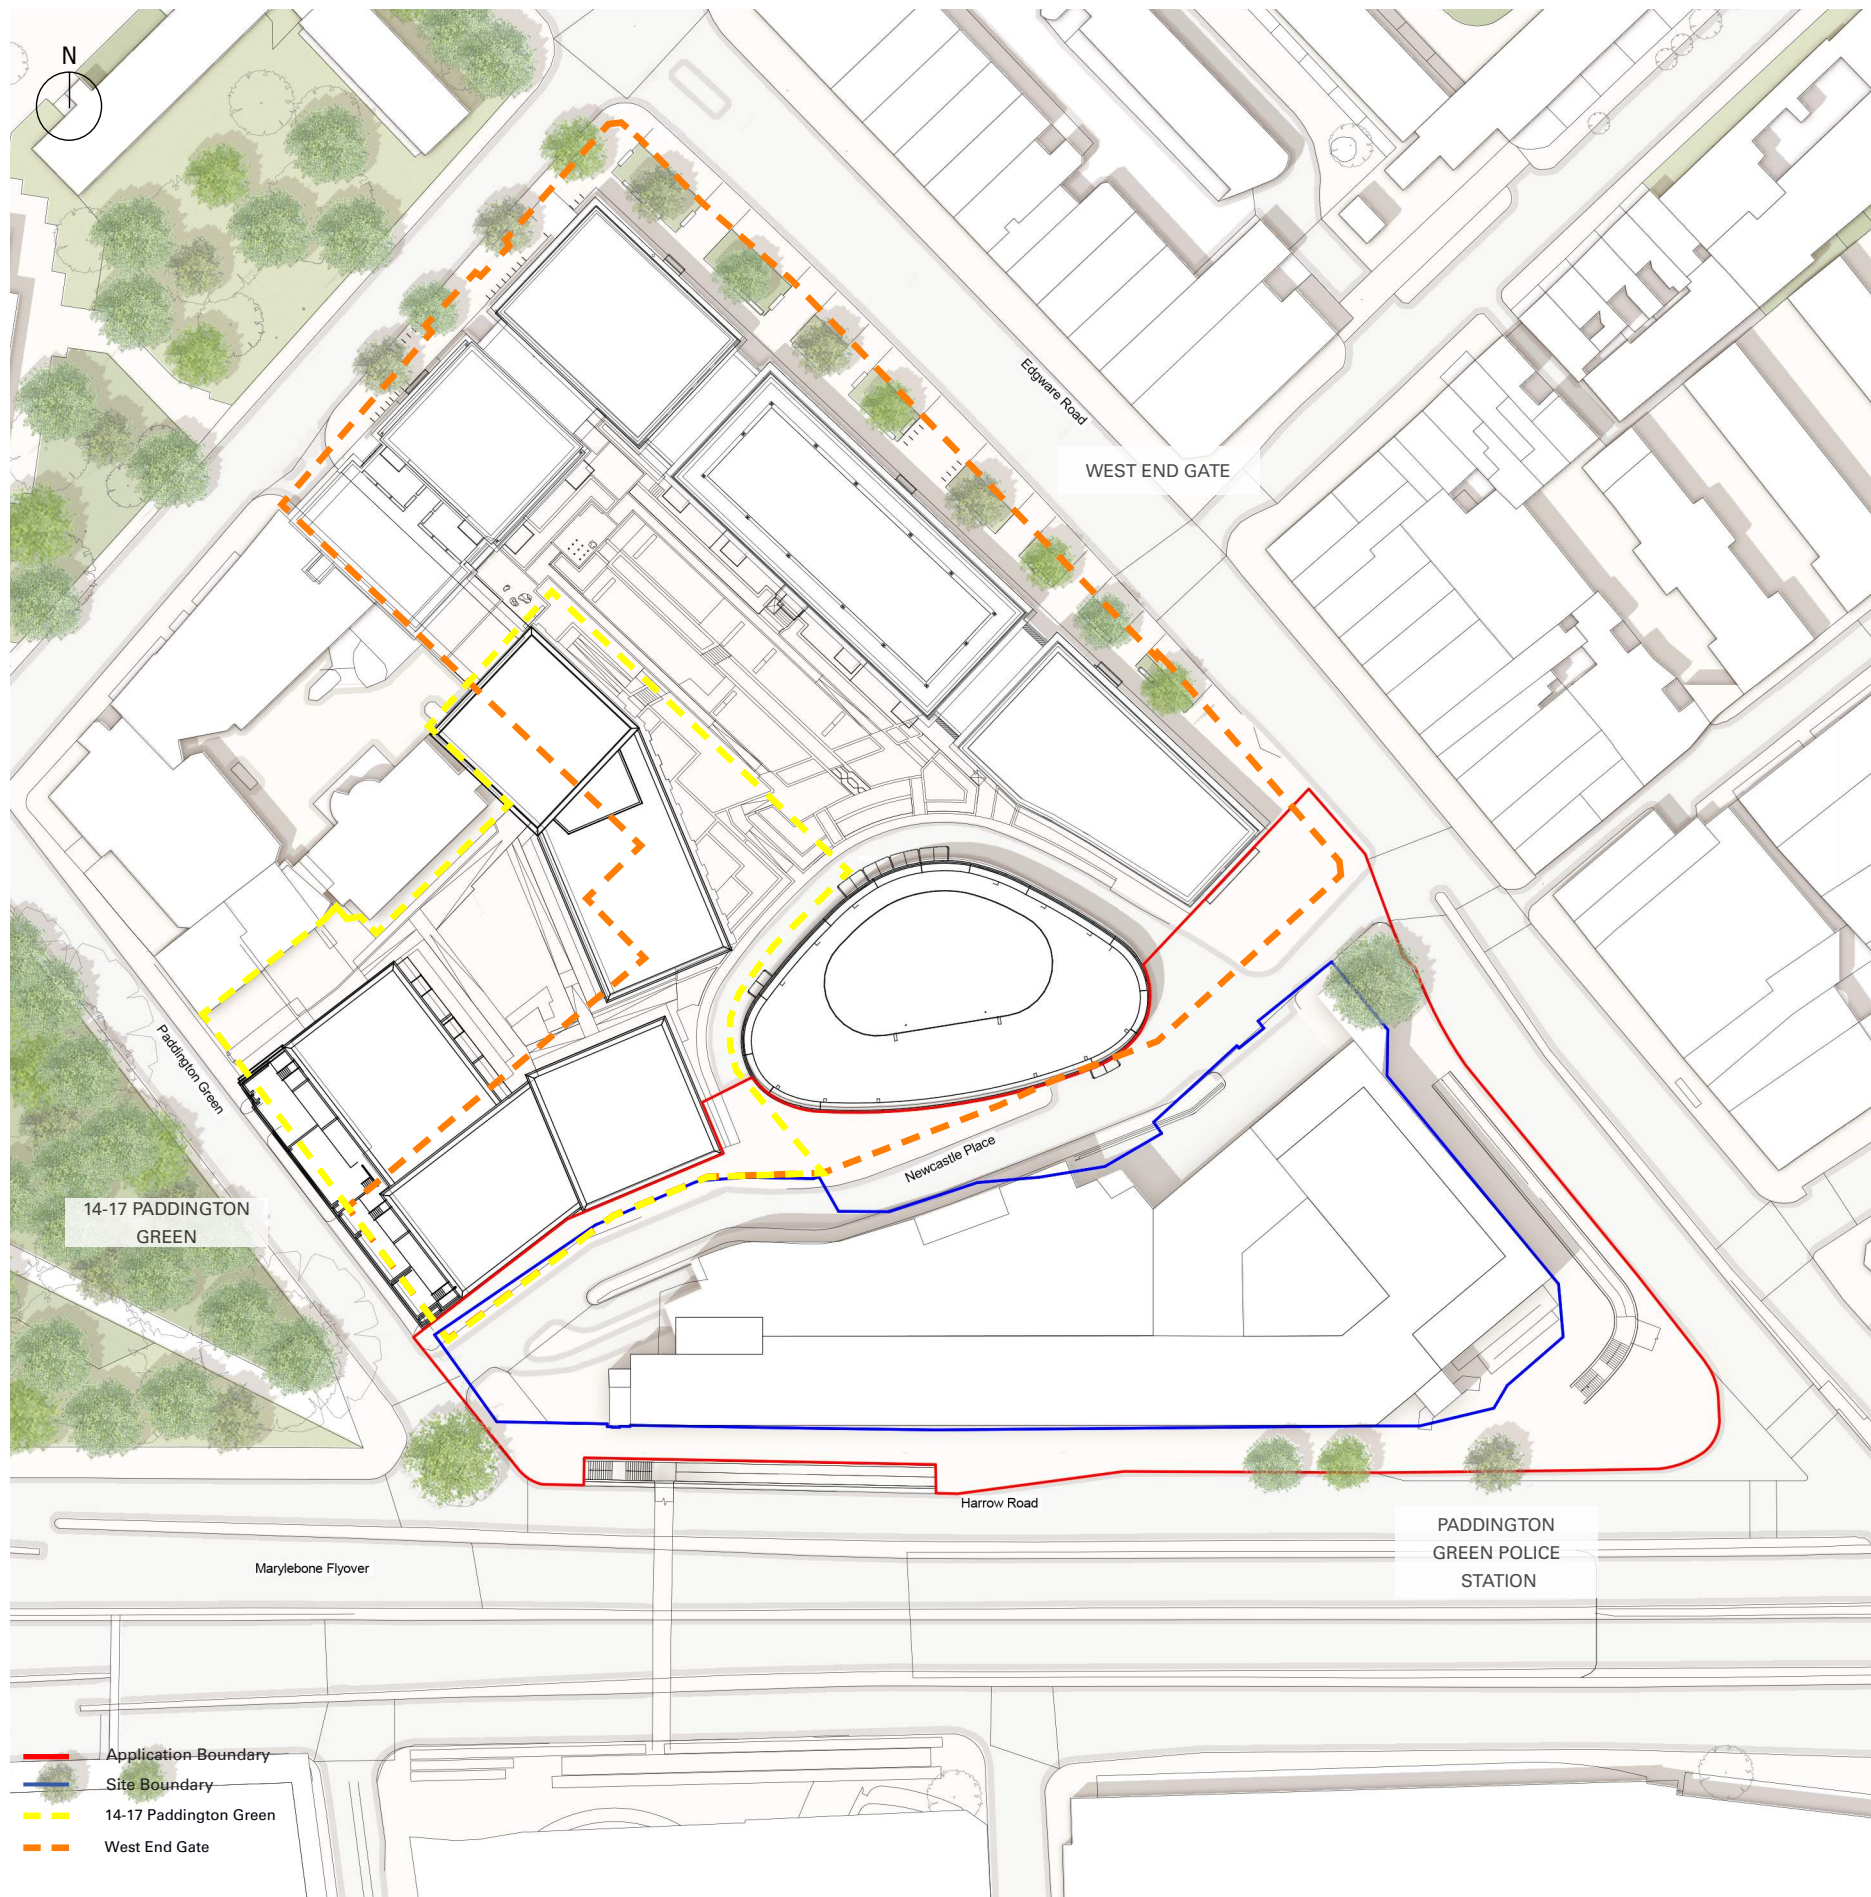 N
Edgware Road
WEST END GATE
Paddington Green
Newcastle Place
14-17 PADDINGTON
GREEN
Harrow Road
PADDINGTON
GREEN POLICE
STATION
Marylebone Flyover
Application Boundary
Site Boundary
14-17 Paddington Green
West End Gate